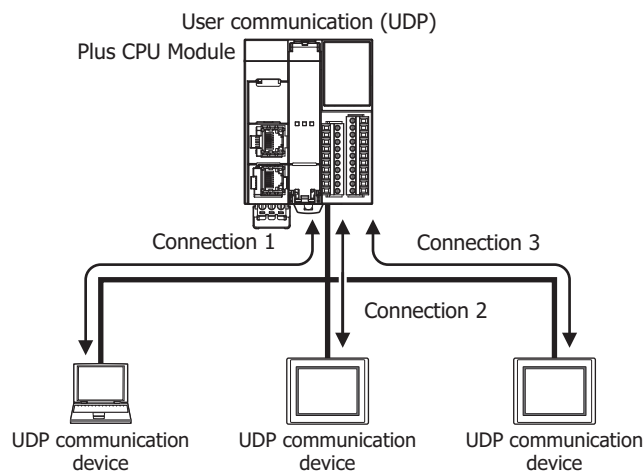 User communication (UDP)
Plus CPU Module
Connection 1
Connection 3
Connection 2
UDP communication
device
UDP communication
device
UDP communication
device